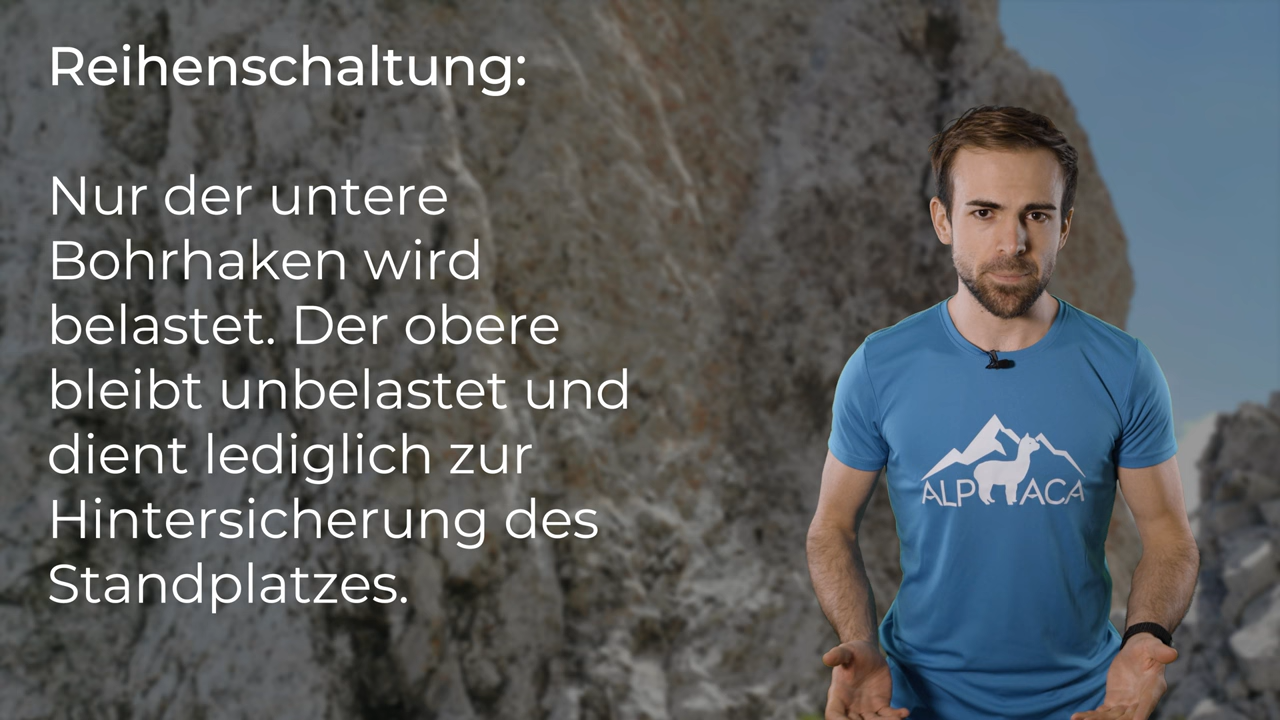 Reihenschaltung:
Nur der untere
Bohrhaken wird
belastet. Der obere
bleibt unbelastet und
dient lediglich zur
Hintersicherung des
Standplatzes.
ALPACA